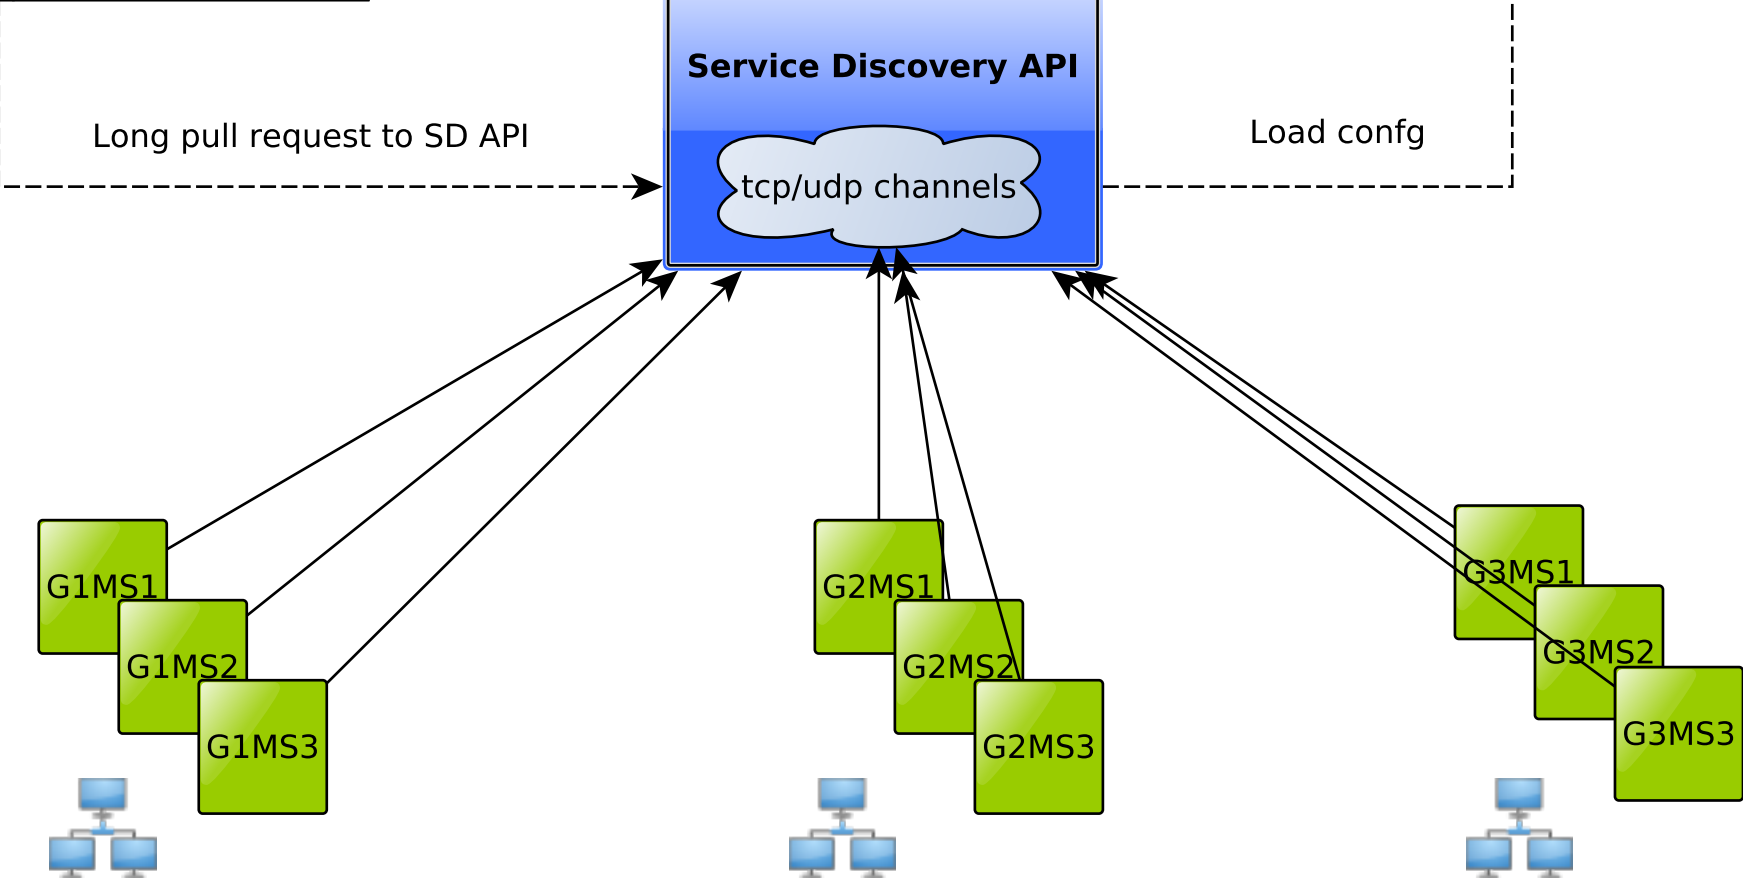 Service Discovery API
Long pull request to SD API
Load confg
tcp/udp channels
G1MS1
G1MS2
G1MS3
G2MS1
G2MS2
G2MS3
G3MS1
G3MS2
G3MS3